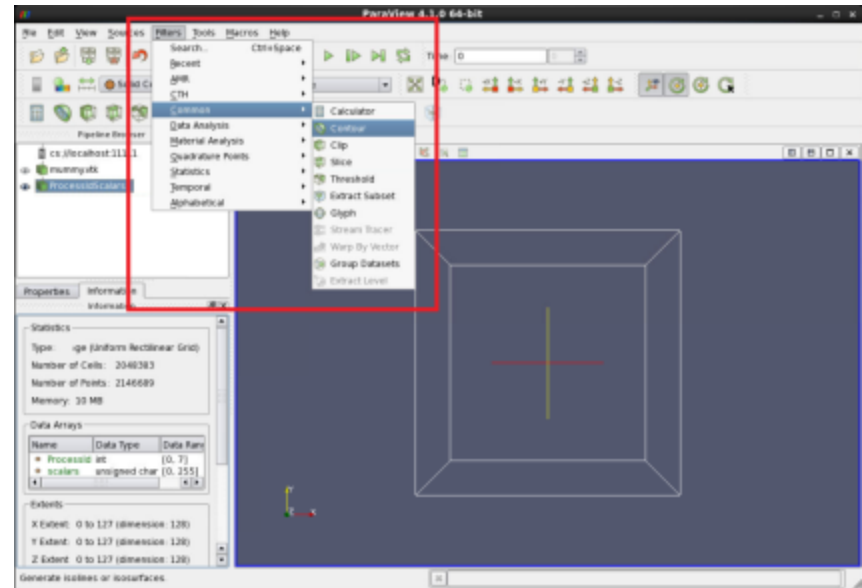 ParaView 4.1.0 64-bit
File Edit View Sources Filters Tools Macros Help
Time 0
Solid C
Search... Ctrl+Space
Recent
AMR
CTH
Common
Data Analysis
Material Analysis
Quadrature Points
Statistics
Temporal
Alphabetical
Calculator
Contour
Clip
Slice
Threshold
Extract Subset
Glyph
Stream Tracer
Warp By Vector
Group Datasets
Extract Level
Pipeline Browser
cs://localhost:11111
mummy.vtk
ProcessIdScalars
Properties Information
Information
Statistics
Type: ge (Uniform Rectilinear Grid)
Number of Cells: 2048383
Number of Points: 2146689
Memory: 10 MB
Data Arrays
Name Data Type Data Ran
ProcessId int [0, 7]
scalars unsigned char [0, 255]
Extents
X Extent: 0 to 127 (dimension: 128)
Y Extent: 0 to 127 (dimension: 128)
Z Extent: 0 to 127 (dimension: 128)
Y
Z X
Generate isolines or isosurfaces